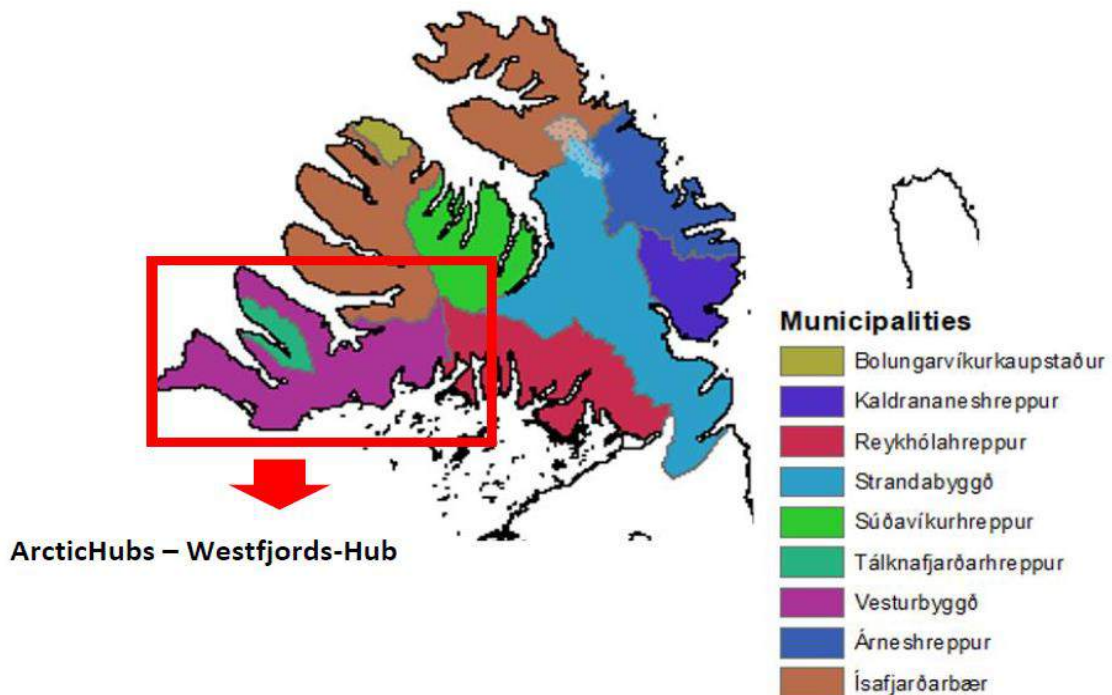 Municipalities
Bolungarvíkurkaupstaður
Kaldrananeshreppur
Reykhólahreppur
Strandabyggð
Súðavíkurhreppur
Tálknafjarðarhreppur
Vesturbyggð
Árneshreppur
Ísafjarðarbær
ArcticHubs – Westfjords-Hub